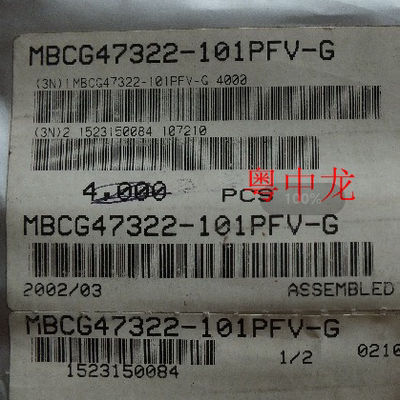 MBCG47322-101PFV-G
(3N)1MBCG47322-101PFV-G 4000
(3N)2 1523150084 107210
4,000 PCS
粤中龙
100%
MBCG47322-101PFV-G
2002/03 ASSEMBLED
MBCG47322-101PFV-G
1/2 0216
1523150084